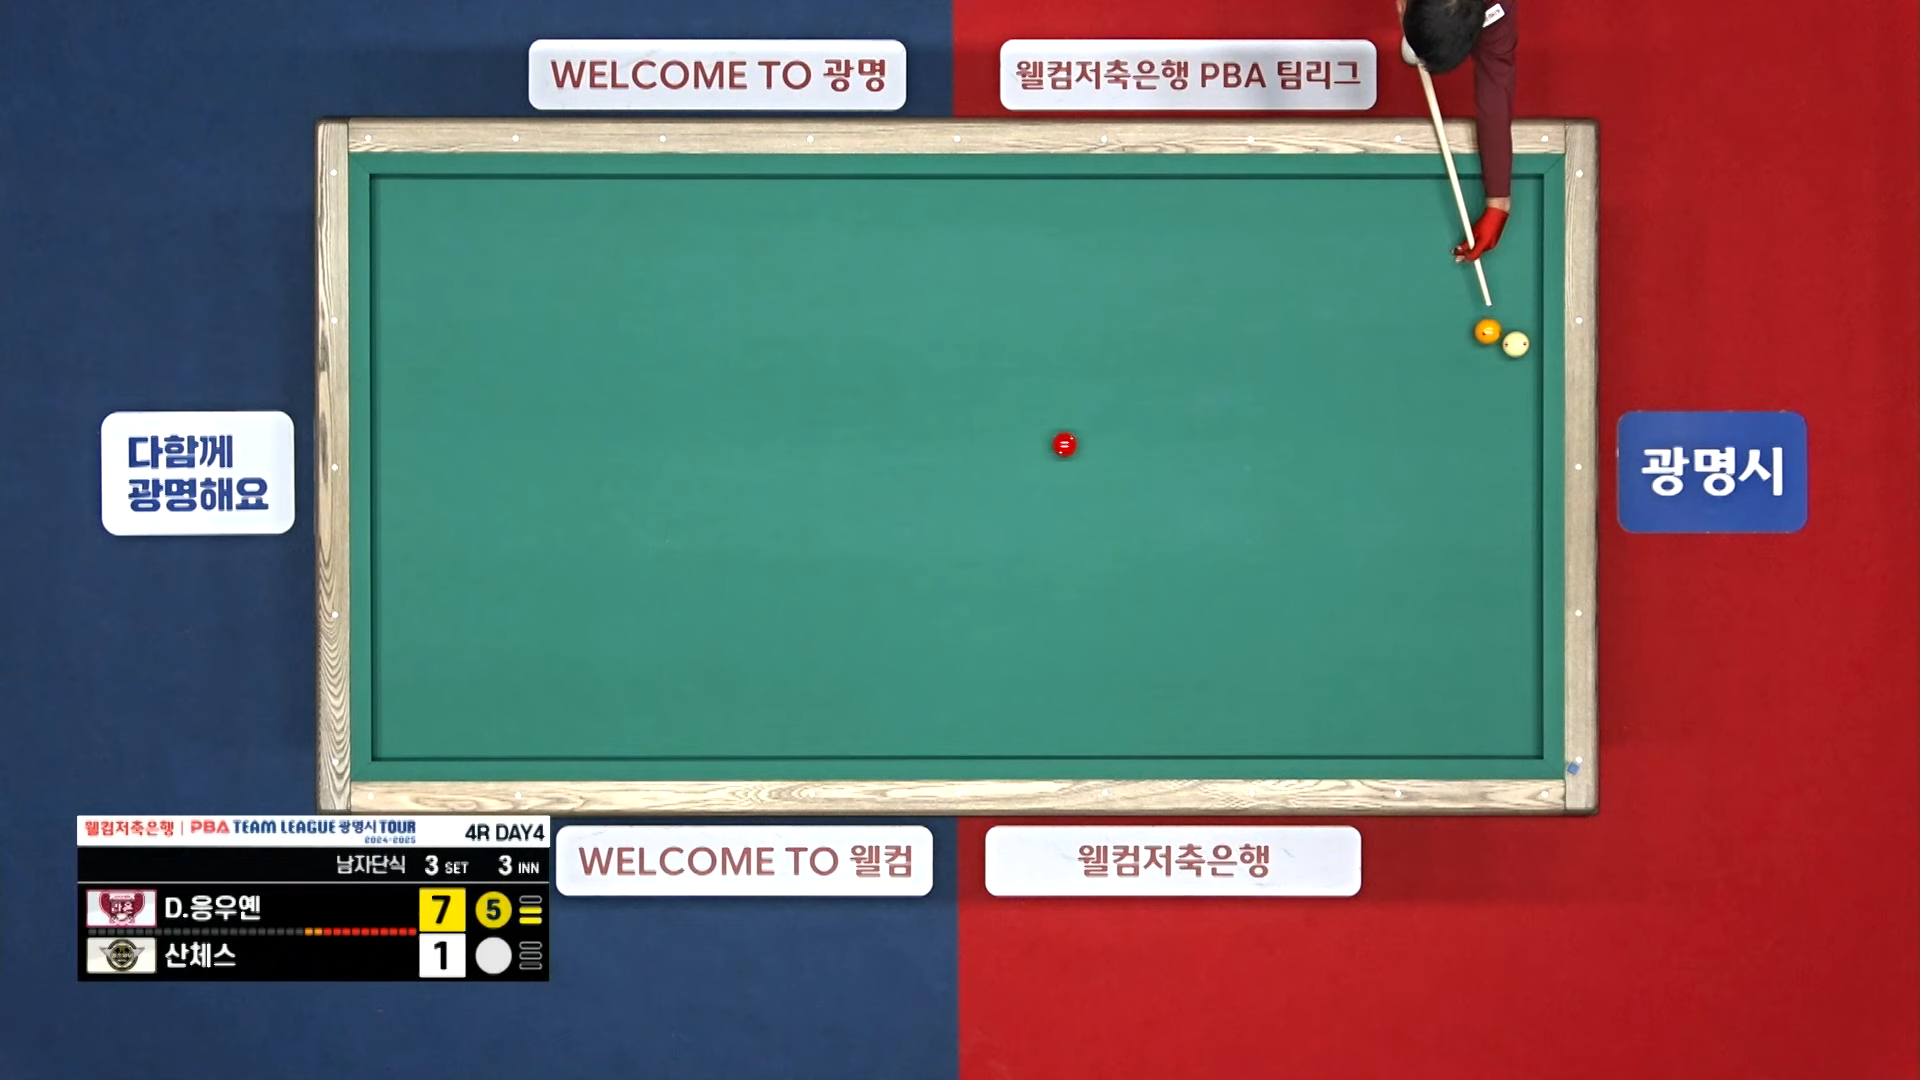 WELCOME TO 광명
웰컴저축은행 PBA 팀리그
다함께
광명해요
광명시
웰컴저축은행 | PBA TEAM LEAGUE 광명시 TOUR
2024-2025
4R DAY4
남자단식 3 SET 3 INN
D.응우옌 7 5
산체스 1
WELCOME TO 웰컴
웰컴저축은행